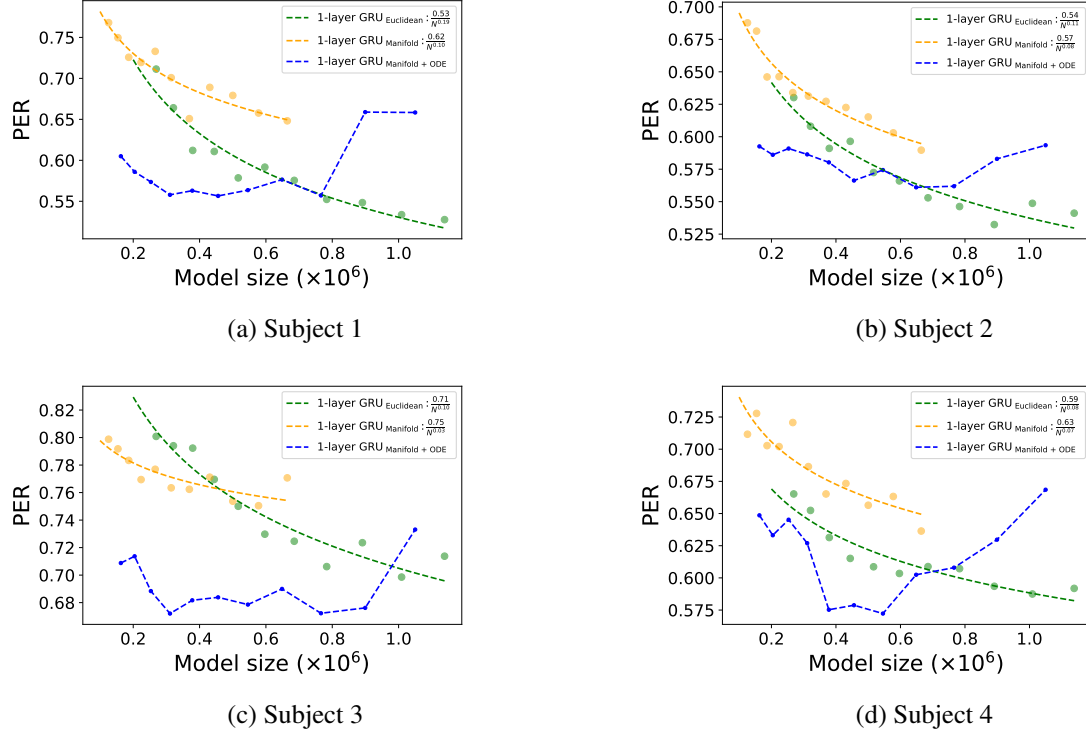 PER
0.75
0.70
0.65
0.60
0.55
0.2 0.4 0.6 0.8 1.0
Model size (×10⁶)
1-layer GRU Euclidean : 0.53/N^0.19
1-layer GRU Manifold : 0.62/N^0.10
1-layer GRU Manifold + ODE
(a) Subject 1
PER
0.700
0.675
0.650
0.625
0.600
0.575
0.550
0.525
0.2 0.4 0.6 0.8 1.0
Model size (×10⁶)
1-layer GRU Euclidean : 0.54/N^0.11
1-layer GRU Manifold : 0.57/N^0.08
1-layer GRU Manifold + ODE
(b) Subject 2
PER
0.82
0.80
0.78
0.76
0.74
0.72
0.70
0.68
0.2 0.4 0.6 0.8 1.0
Model size (×10⁶)
1-layer GRU Euclidean : 0.71/N^0.10
1-layer GRU Manifold : 0.75/N^0.03
1-layer GRU Manifold + ODE
(c) Subject 3
PER
0.725
0.700
0.675
0.650
0.625
0.600
0.575
0.2 0.4 0.6 0.8 1.0
Model size (×10⁶)
1-layer GRU Euclidean : 0.59/N^0.08
1-layer GRU Manifold : 0.63/N^0.07
1-layer GRU Manifold + ODE
(d) Subject 4